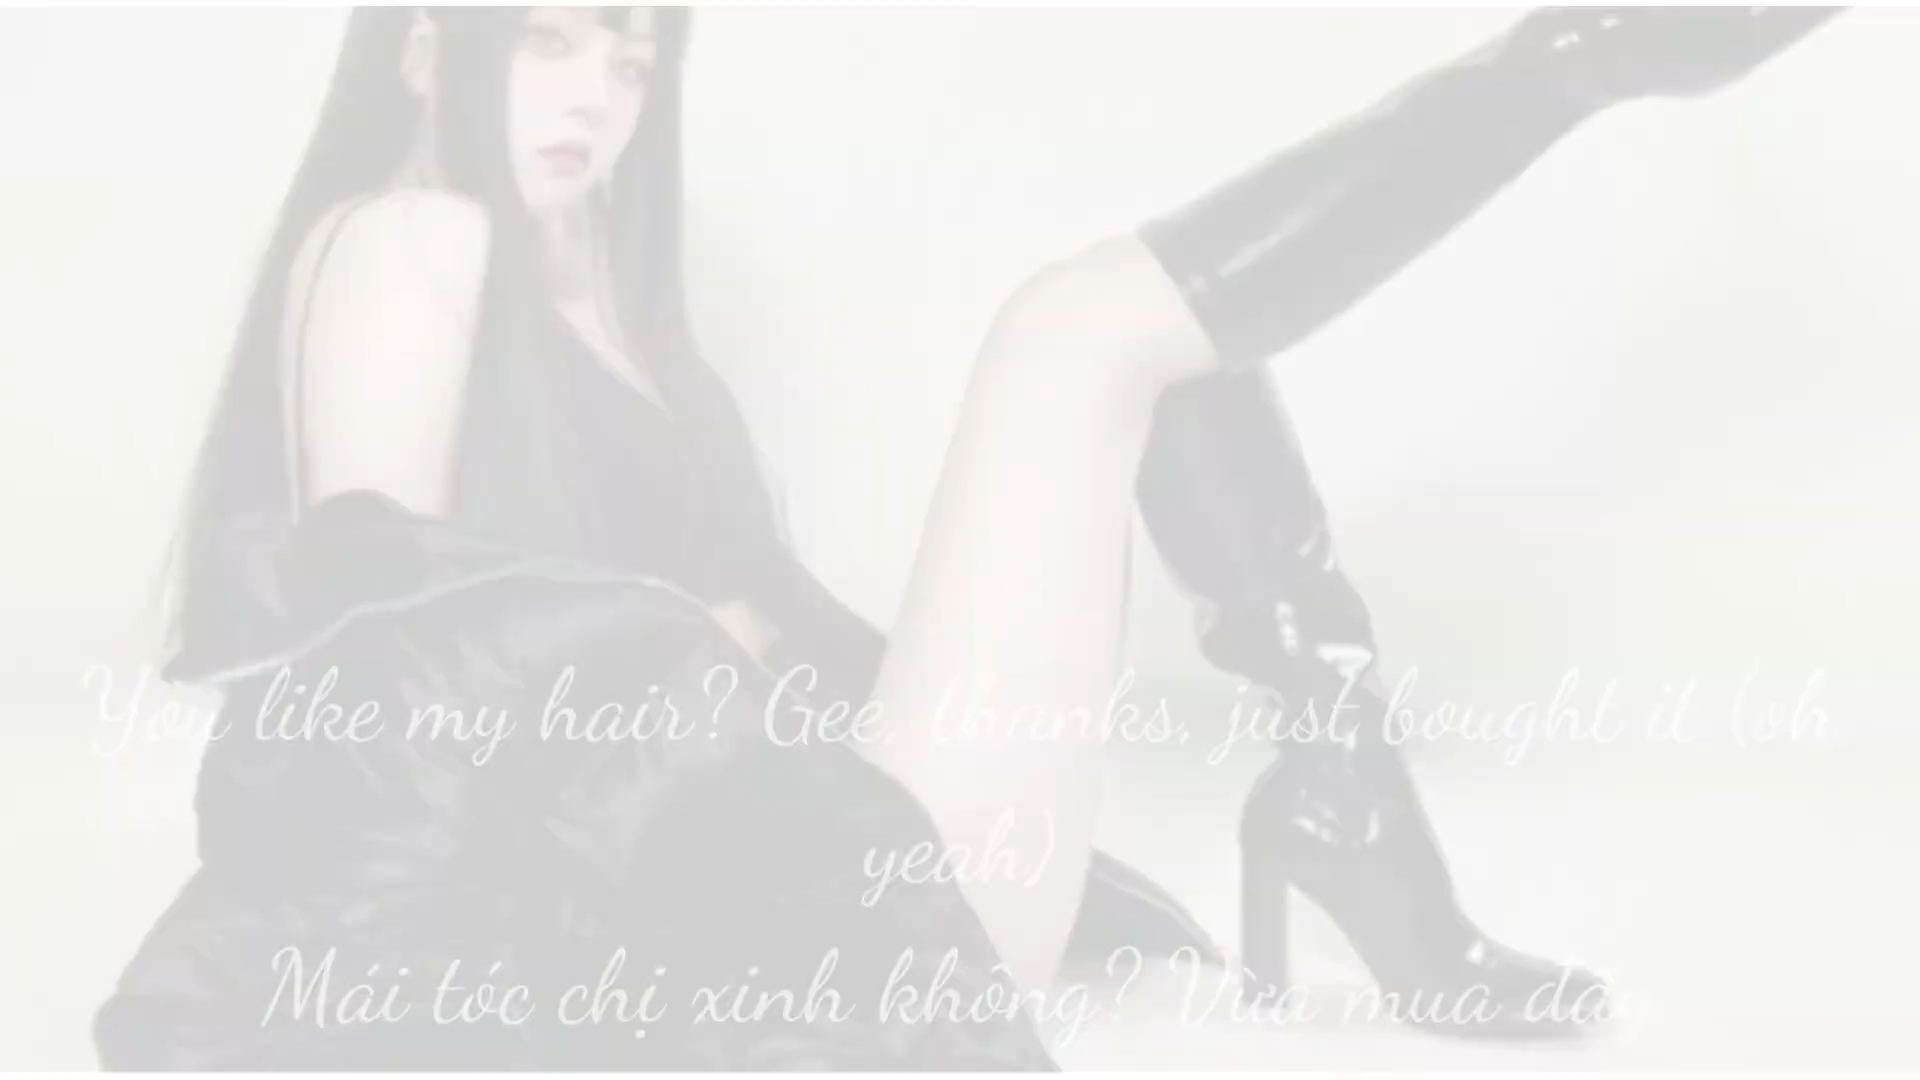 You like my hair? Gee, thanks, just bought it (oh
yeah)
Mái tóc chị xinh không? Vừa mua đấy